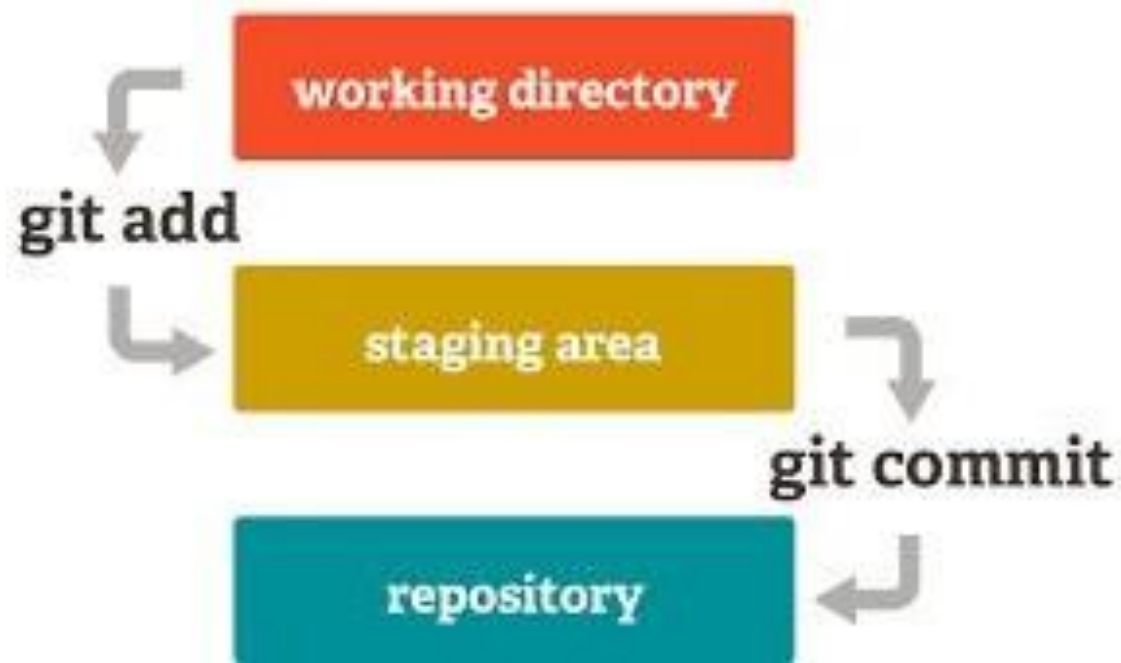 working directory
git add
staging area
git commit
repository